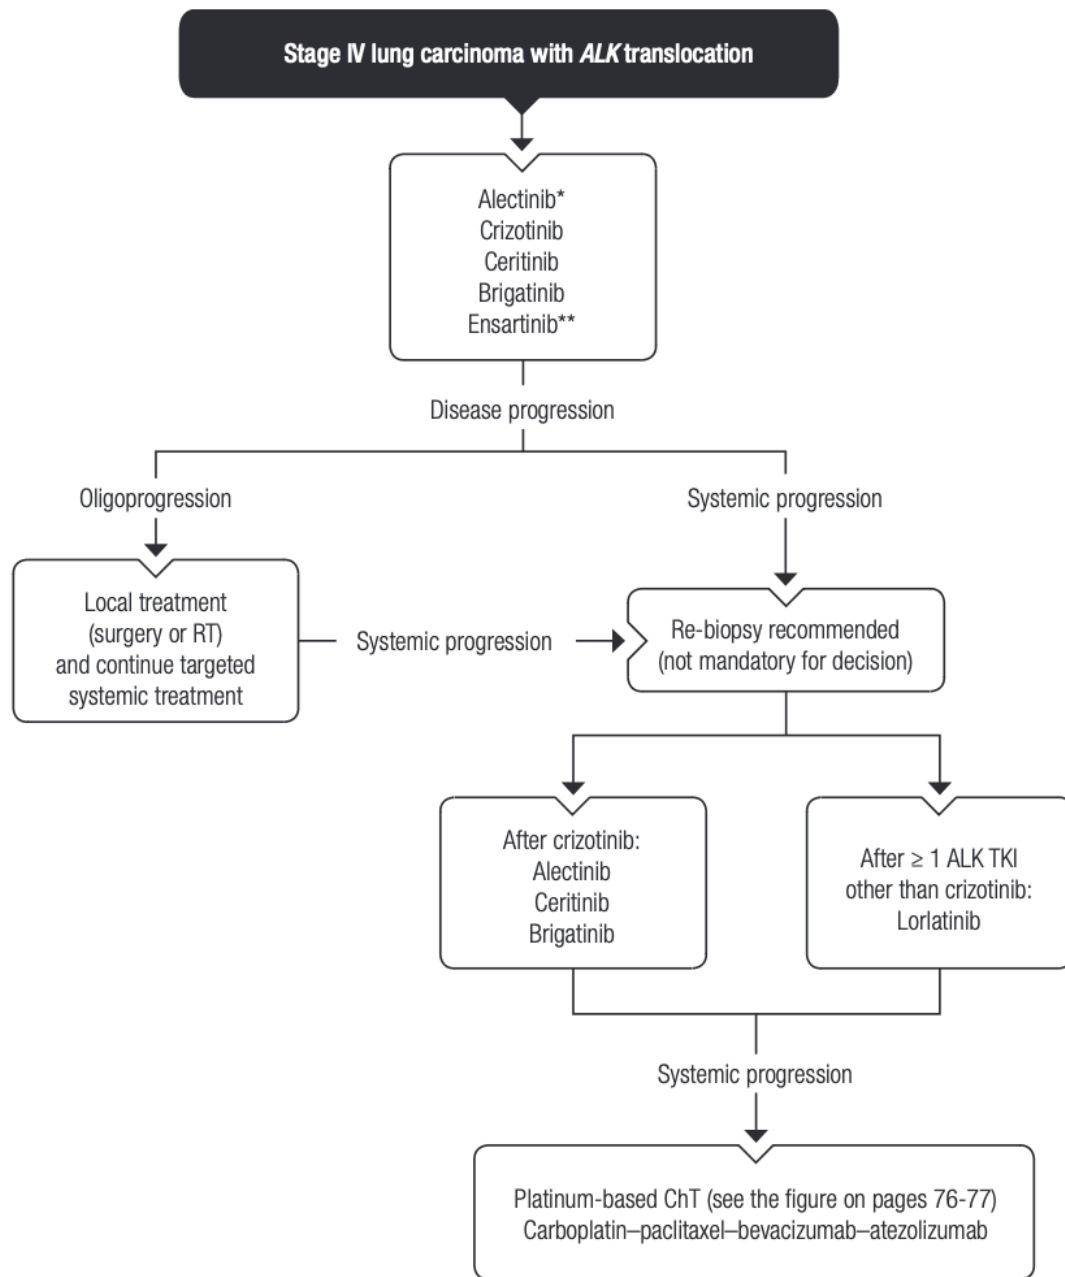 Stage IV lung carcinoma with ALK translocation
Alectinib*
Crizotinib
Ceritinib
Brigatinib
Ensartinib**
Disease progression
Oligoprogression
Systemic progression
Local treatment
(surgery or RT)
and continue targeted
systemic treatment
Systemic progression
Re-biopsy recommended
(not mandatory for decision)
After crizotinib:
Alectinib
Ceritinib
Brigatinib
After ≥ 1 ALK TKI
other than crizotinib:
Lorlatinib
Systemic progression
Platinum-based ChT (see the figure on pages 76-77)
Carboplatin–paclitaxel–bevacizumab–atezolizumab